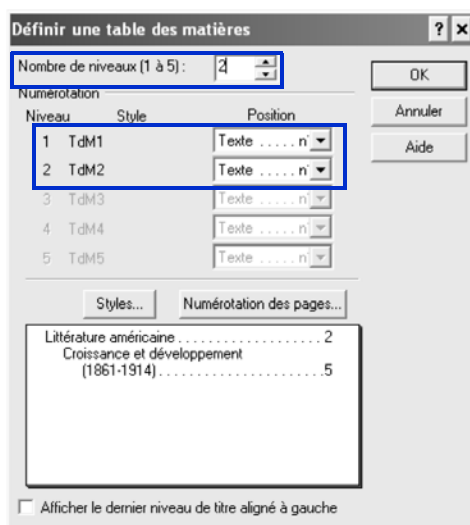 Définir une table des matières
Nombre de niveaux (1 à 5) : 2
OK
Numérotation
Annuler
Niveau Style Position
Aide
1 TdM1 Texte ..... n°
2 TdM2 Texte ..... n°
3 TdM3 Texte ..... n°
4 TdM4 Texte ..... n°
5 TdM5 Texte ..... n°
Styles... Numérotation des pages...
Littérature américaine . . . . . . . . . . . . . . . . . . . . 2
Croissance et développement
(1861-1914) . . . . . . . . . . . . . . . . . . . . . . . 5
Afficher le dernier niveau de titre aligné à gauche